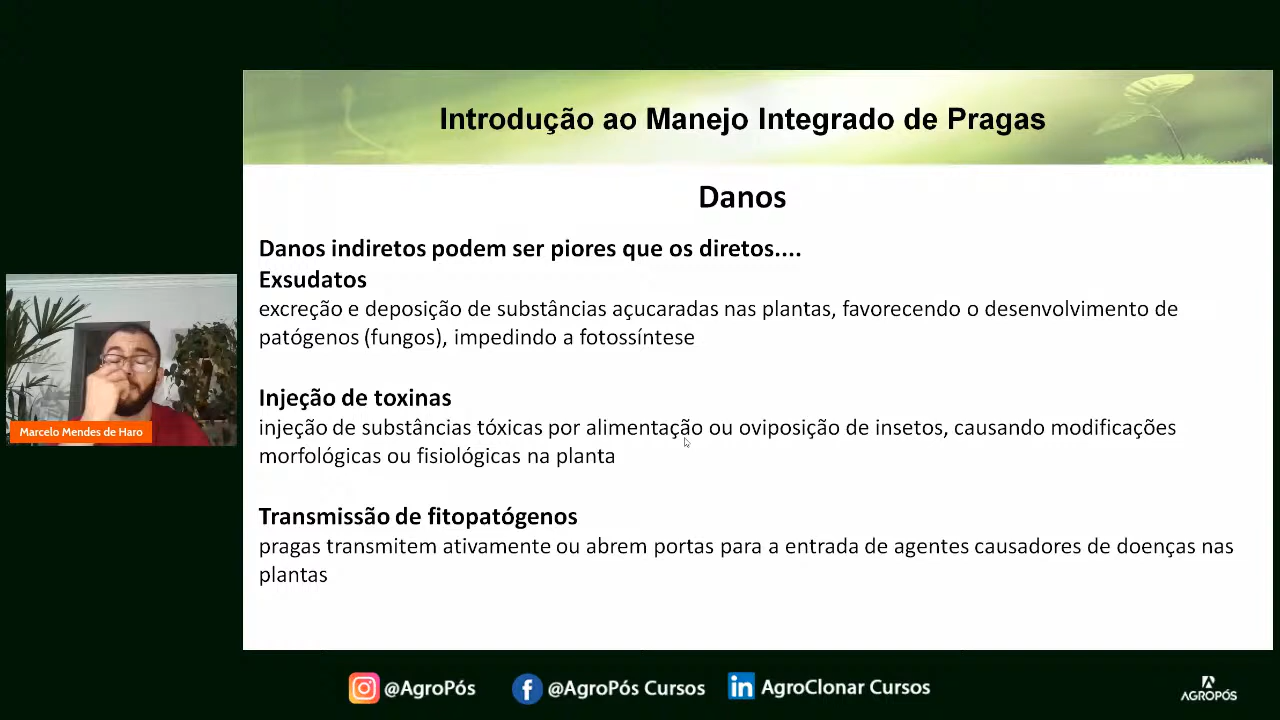 Introdução ao Manejo Integrado de Pragas
Danos
Danos indiretos podem ser piores que os diretos....
Exsudatos
excreção e deposição de substâncias açucaradas nas plantas, favorecendo o desenvolvimento de
patógenos (fungos), impedindo a fotossíntese
Injeção de toxinas
injeção de substâncias tóxicas por alimentação ou oviposição de insetos, causando modificações
morfológicas ou fisiológicas na planta
Transmissão de fitopatógenos
pragas transmitem ativamente ou abrem portas para a entrada de agentes causadores de doenças nas
plantas
Marcelo Mendes de Haro
@AgroPós
@AgroPós Cursos
AgroClonar Cursos
AGROPÓS